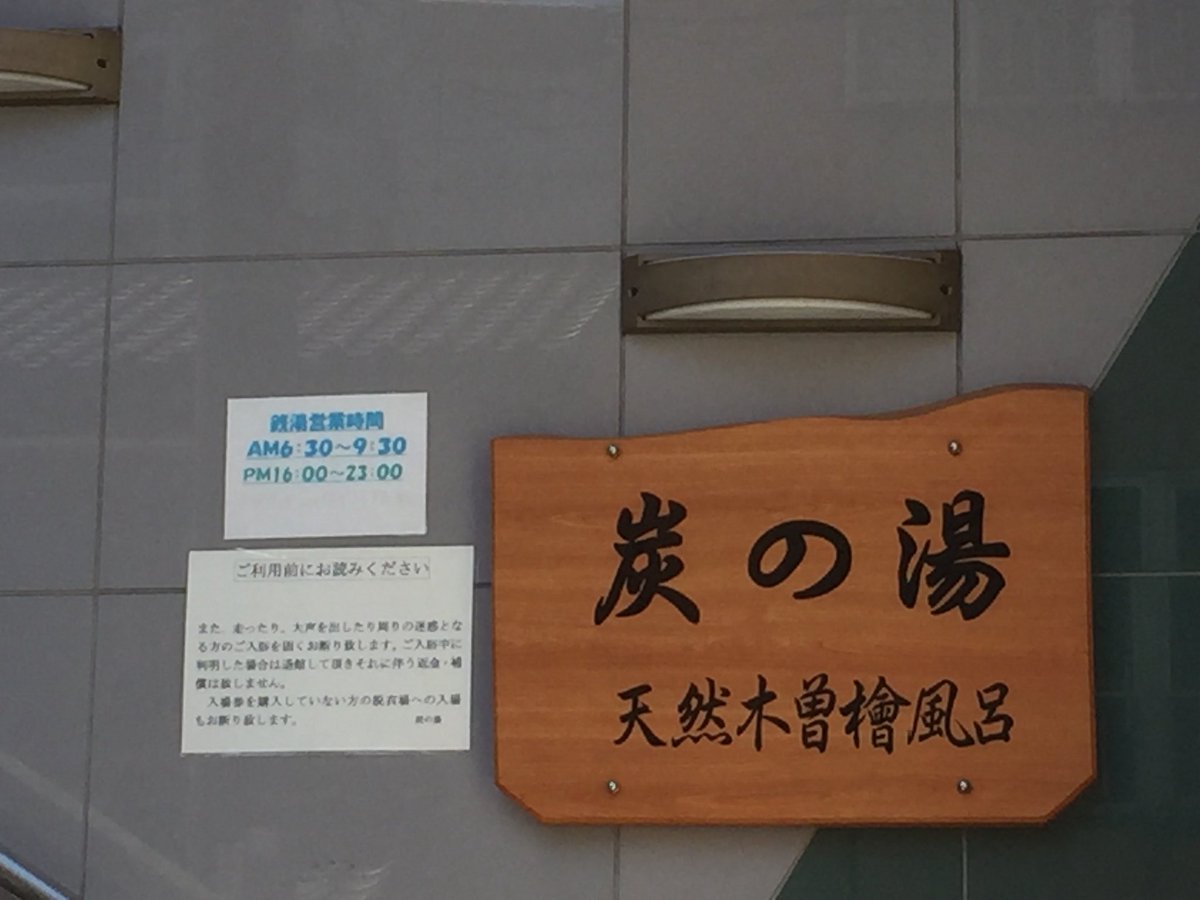 銭湯営業時間
AM6:30～9:30
PM16:00～23:00
ご利用前にお読みください
また、走ったり、大声を出したり周りの迷惑とな
る方のご入浴を固くお断り致します。ご入浴中に
判明した場合は退館して頂きそれに伴う返金・補
償は致しません。
入場券を購入していない方の脱衣場への入場
もお断り致します。
炭の湯
炭の湯
天然木曽檜風呂